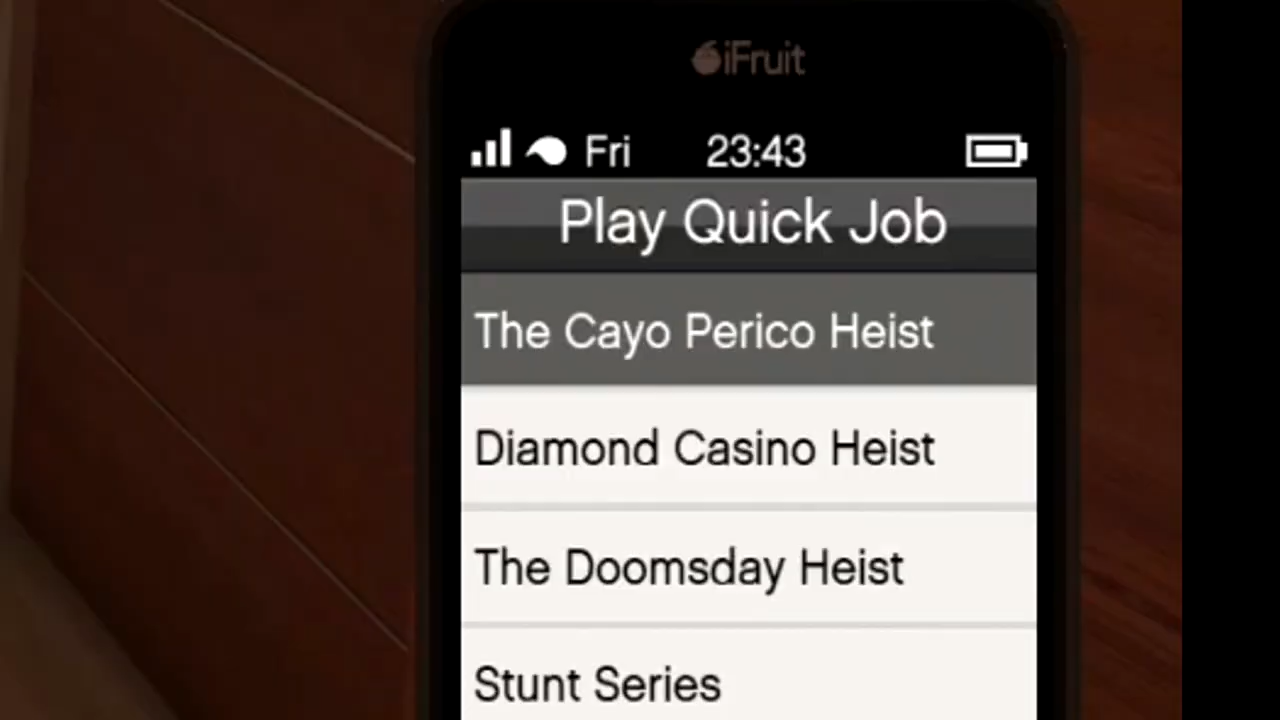 iFruit
Fri 23:43
Play Quick Job
The Cayo Perico Heist
Diamond Casino Heist
The Doomsday Heist
Stunt Series